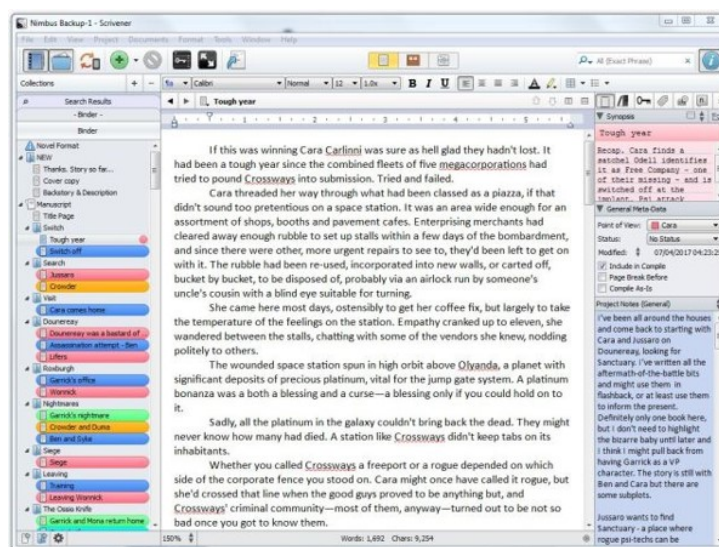 Nimbus Backup-1 - Scrivener
File Edit View Project Documents Format Tools Window Help
All (Exact Phrase)
Collections
Calibri
Normal
12
1.0x
B I U
Search Results
- Binder -
Binder
Novel Format
NEW
Thanks. Story so far...
Cover copy
Backstory & Description
Manuscript
Title Page
Switch
Tough year
Switch off
Search
Jussaro
Crowder
Visit
Cara comes home
Dounereay
Dounereay was a bastard of ...
Assassination attempt - Ben
Lifers
Roxburgh
Garrick's office
Wonnick
Nightmares
Garrick's nightmare
Crowder and Duma
Ben and Syke
Siege
Siege
Leaving
Training
Leaving Wonnick
The Ossie Knife
Garrick and Mona return home
Tough year
If this was winning Cara Carlinni was sure as hell glad they hadn't lost. It
had been a tough year since the combined fleets of five megacorporations had
tried to pound Crossways into submission. Tried and failed.
Cara threaded her way through what had been classed as a piazza, if that
didn't sound too pretentious on a space station. It was an area wide enough for an
assortment of shops, booths and pavement cafes. Enterprising merchants had
cleared away enough rubble to set up stalls within a few days of the bombardment,
and since there were other, more urgent repairs to see to, they'd been left to get on
with it. The rubble had been re-used, incorporated into new walls, or carted off,
bucket by bucket, to be disposed of, probably via an airlock run by someone's
uncle's cousin with a blind eye suitable for turning.
She came here most days, ostensibly to get her coffee fix, but largely to take
the temperature of the feelings on the station. Empathy cranked up to eleven, she
wandered between the stalls, chatting with some of the vendors she knew, nodding
politely to others.
The wounded space station spun in high orbit above Olyanda, a planet with
significant deposits of precious platinum, vital for the jump gate system. A platinum
bonanza was a both a blessing and a curse—a blessing only if you could hold on to
it.
Sadly, all the platinum in the galaxy couldn't bring back the dead. They might
never know how many had died. A station like Crossways didn't keep tabs on its
inhabitants.
Whether you called Crossways a freeport or a rogue depended on which
side of the corporate fence you stood on. Cara might once have called it rogue, but
she'd crossed that line when the good guys proved to be anything but, and
Crossways' criminal community—most of them, anyway—turned out to be not so
bad once you got to know them.
150%
Words: 1,692 Chars: 9,254
Synopsis
Tough year
Recap. Cara finds a
satchel Odell identifies
it as Free Company - one
of their missing - and is
switched off at the
implant. Psi attack
General Meta-Data
Point of View: Cara
Status: No Status
Modified: 07/04/2017 04:23:25
Include in Compile
Page Break Before
Compile As-Is
Project Notes (General)
I've been all around the houses
and come back to starting with
Cara and Jussaro on
Dounereay, looking for
Sanctuary. I've written all the
aftermath-of-the-battle bits
and might use them in
flashback, or at least use them
to inform the present.
Definitely only one book here,
but I don't need to highlight
the bizarre baby until later and
I think I might pull back from
having Garrick as a VP
character. The story is still with
Ben and Cara but there are
some subplots.
Jussaro wants to find
Sanctuary - a place where
rogue psi-techs can be